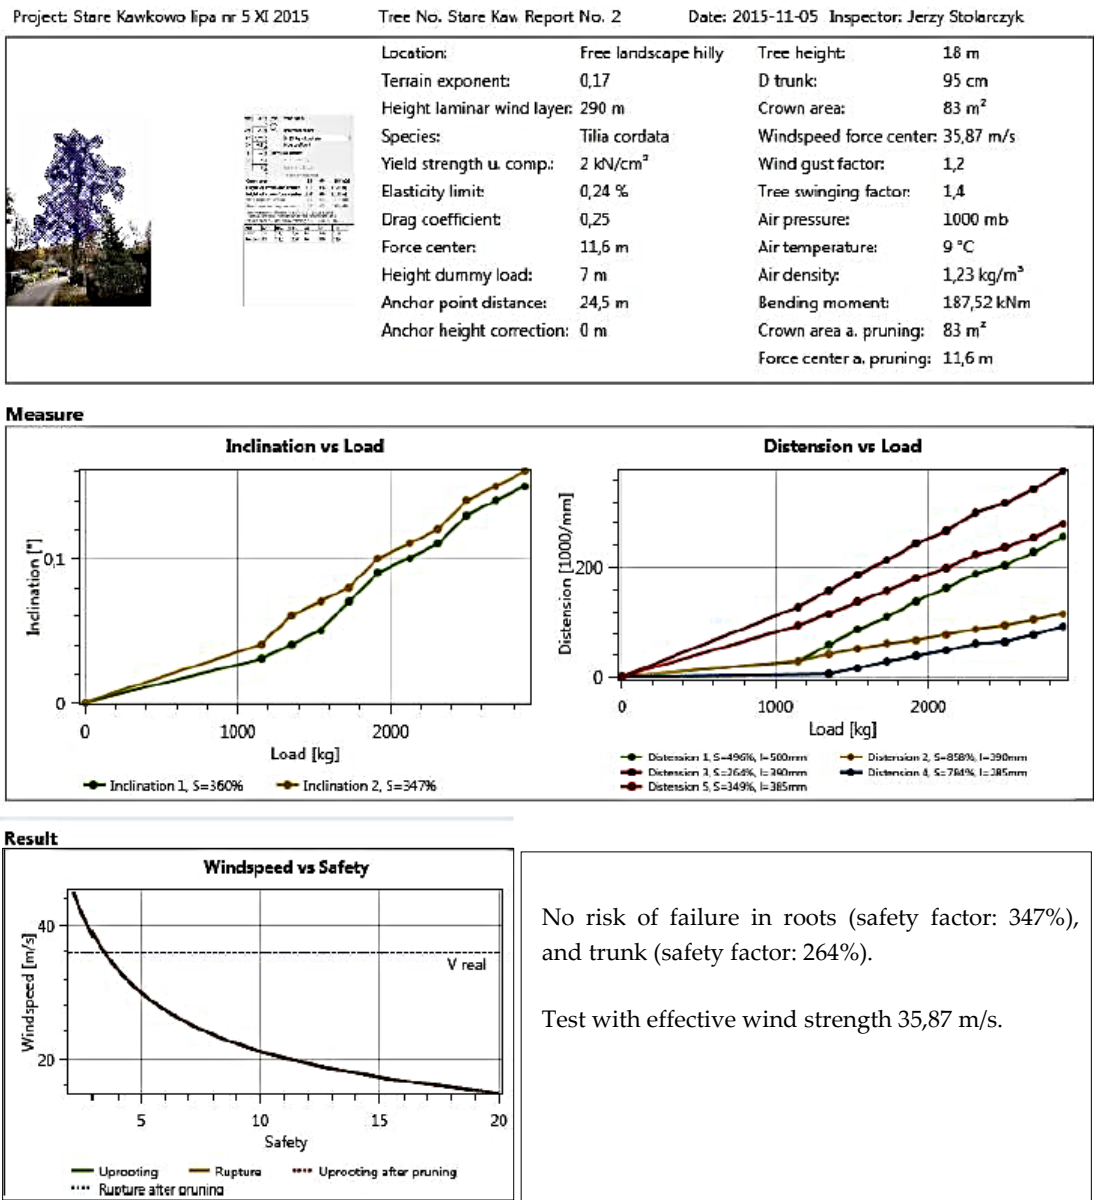 Project: Stare Kawkowo lipa nr 5 XI 2015 Tree No. Stare Kaw Report No. 2 Date: 2015-11-05 Inspector: Jerzy Stolarczyk
Location: Free landscape hilly Tree height: 18 m
Terrain exponent: 0,17 D trunk: 95 cm
Height laminar wind layer: 290 m Crown area: 83 m²
Species: Tilia cordata Windspeed force center: 35,87 m/s
Yield strength u. comp.: 2 kN/cm² Wind gust factor: 1,2
Elasticity limit: 0,24 % Tree swinging factor: 1,4
Drag coefficient: 0,25 Air pressure: 1000 mb
Force center: 11,6 m Air temperature: 9 °C
Height dummy load: 7 m Air density: 1,23 kg/m³
Anchor point distance: 24,5 m Bending moment: 187,52 kNm
Anchor height correction: 0 m Crown area a. pruning: 83 m²
Force center a. pruning: 11,6 m
Measure
Inclination vs Load
Inclination [°]
0,1
0
0 1000 2000
Load [kg]
Inclination 1, S=360% Inclination 2, S=347%
Distension vs Load
Distension [1000/mm]
200
0
0 1000 2000
Load [kg]
Distension 1, S=496%, l=500mm Distension 2, S=858%, l=390mm
Distension 3, S=264%, l=390mm Distension 4, S=784%, l=385mm
Distension 5, S=349%, l=385mm
Result
Windspeed vs Safety
Windspeed [m/s]
40
V real
20
5 10 15 20
Safety
Uprooting Rupture Uprooting after pruning
Rupture after pruning
No risk of failure in roots (safety factor: 347%),
and trunk (safety factor: 264%).
Test with effective wind strength 35,87 m/s.